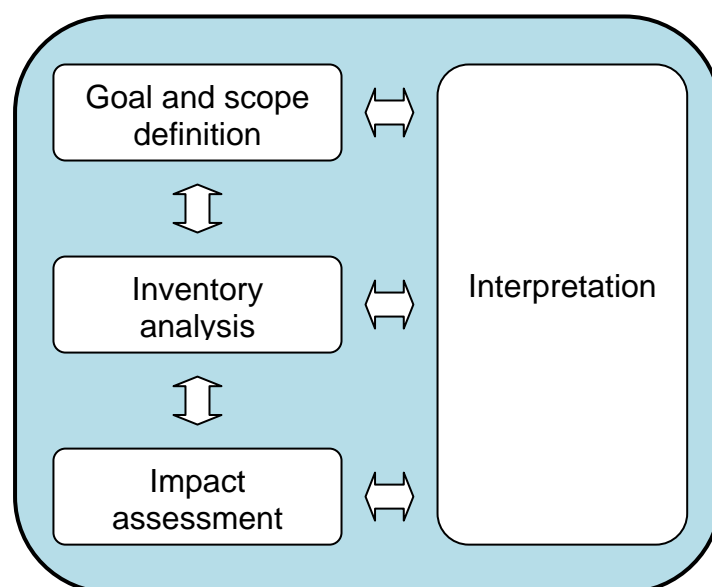 Goal and scope
definition
Inventory
analysis
Interpretation
Impact
assessment